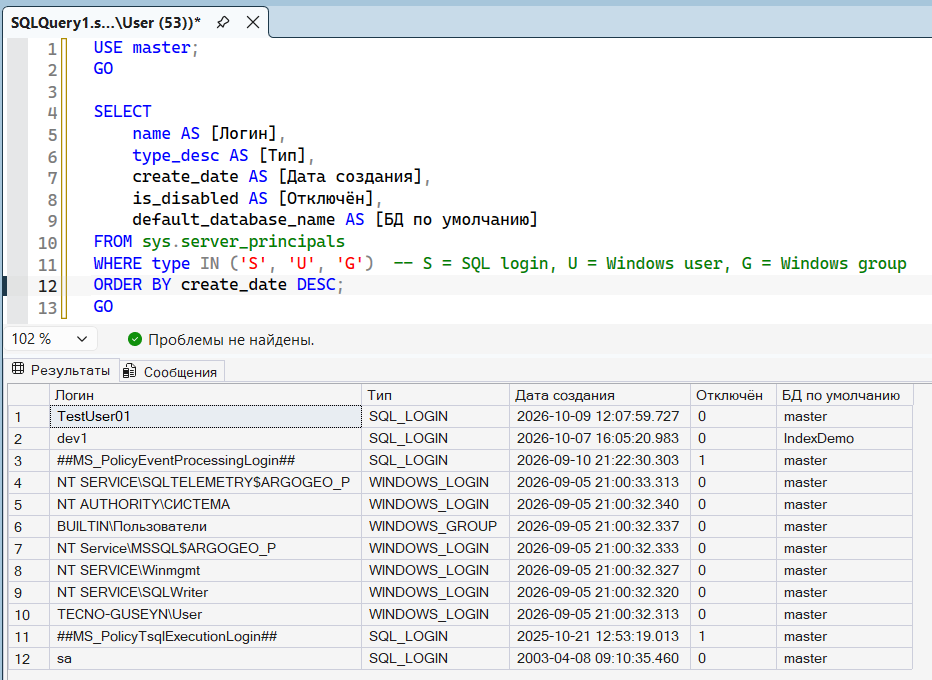 SQLQuery1.s...\User (53))*
1 USE master;
2 GO
3
4 SELECT
5 name AS [Логин],
6 type_desc AS [Тип],
7 create_date AS [Дата создания],
8 is_disabled AS [Отключён],
9 default_database_name AS [БД по умолчанию]
10 FROM sys.server_principals
11 WHERE type IN ('S', 'U', 'G') -- S = SQL login, U = Windows user, G = Windows group
12 ORDER BY create_date DESC;
13 GO
102 % Проблемы не найдены.
Результаты Сообщения
Логин Тип Дата создания Отключён БД по умолчанию
1 TestUser01 SQL_LOGIN 2026-10-09 12:07:59.727 0 master
2 dev1 SQL_LOGIN 2026-10-07 16:05:20.983 0 IndexDemo
3 ##MS_PolicyEventProcessingLogin## SQL_LOGIN 2026-09-10 21:22:30.303 1 master
4 NT SERVICE\SQLTELEMETRY$ARGOGEO_P WINDOWS_LOGIN 2026-09-05 21:00:33.313 0 master
5 NT AUTHORITY\СИСТЕМА WINDOWS_LOGIN 2026-09-05 21:00:32.340 0 master
6 BUILTIN\Пользователи WINDOWS_GROUP 2026-09-05 21:00:32.337 0 master
7 NT Service\MSSQL$ARGOGEO_P WINDOWS_LOGIN 2026-09-05 21:00:32.333 0 master
8 NT SERVICE\Winmgmt WINDOWS_LOGIN 2026-09-05 21:00:32.327 0 master
9 NT SERVICE\SQLWriter WINDOWS_LOGIN 2026-09-05 21:00:32.320 0 master
10 TECNO-GUSEYN\User WINDOWS_LOGIN 2026-09-05 21:00:32.313 0 master
11 ##MS_PolicyTsqlExecutionLogin## SQL_LOGIN 2025-10-21 12:53:19.013 1 master
12 sa SQL_LOGIN 2003-04-08 09:10:35.460 0 master